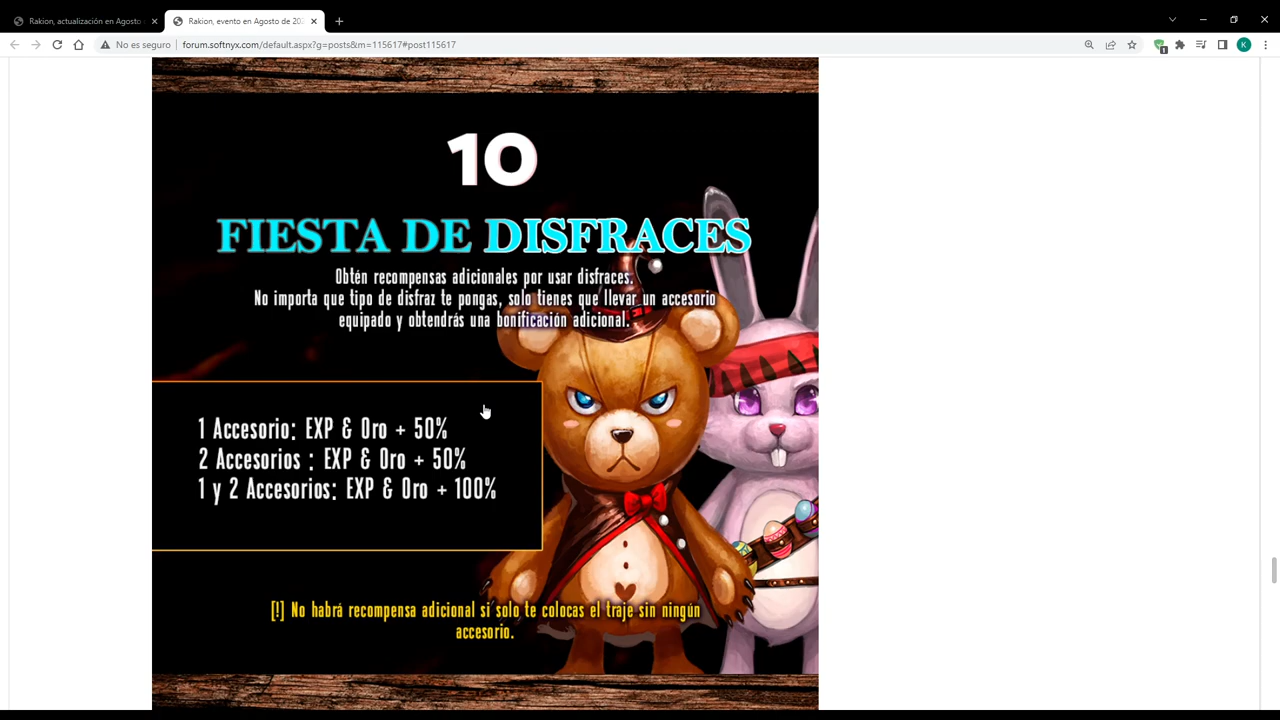 Rakion, actualización en Agosto
Rakion, evento en Agosto de 202
No es seguro
forum.softnyx.com/default.aspx?g=posts&m=115617#post115617
1
K
10
FIESTA DE DISFRACES
Obtén recompensas adicionales por usar disfraces.
No importa que tipo de disfraz te pongas, solo tienes que llevar un accesorio
equipado y obtendrás una bonificación adicional.
1 Accesorio: EXP & Oro + 50%
2 Accesorios : EXP & Oro + 50%
1 y 2 Accesorios: EXP & Oro + 100%
[!] No habrá recompensa adicional si solo te colocas el traje sin ningún
accesorio.